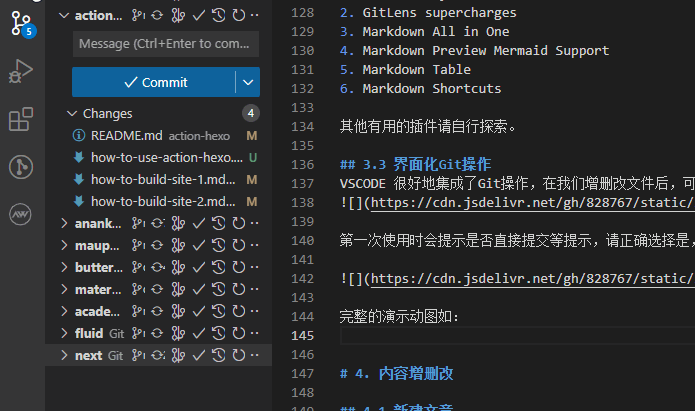 5
action...
Message (Ctrl+Enter to com...
Commit
Changes
4
README.md action-hexo M
how-to-use-action-hexo.... U
how-to-build-site-1.md... M
how-to-build-site-2.md... M
anank...
maup...
butter...
mater...
acade...
fluid Git
next Git
128
129
130
131
132
133
134
135
136
137
138
139
140
141
142
143
144
145
146
147
148
2. GitLens supercharges
3. Markdown All in One
4. Markdown Preview Mermaid Support
5. Markdown Table
6. Markdown Shortcuts
其他有用的插件请自行探索。
## 3.3 界面化Git操作
VSCODE 很好地集成了Git操作，在我们增删改文件后，可
![](https://cdn.jsdelivr.net/gh/828767/static/
第一次使用时会提示是否直接提交等提示，请正确选择是，
![](https://cdn.jsdelivr.net/gh/828767/static/
完整的演示动图如：
# 4. 内容增删改
## 4.1 新建文章